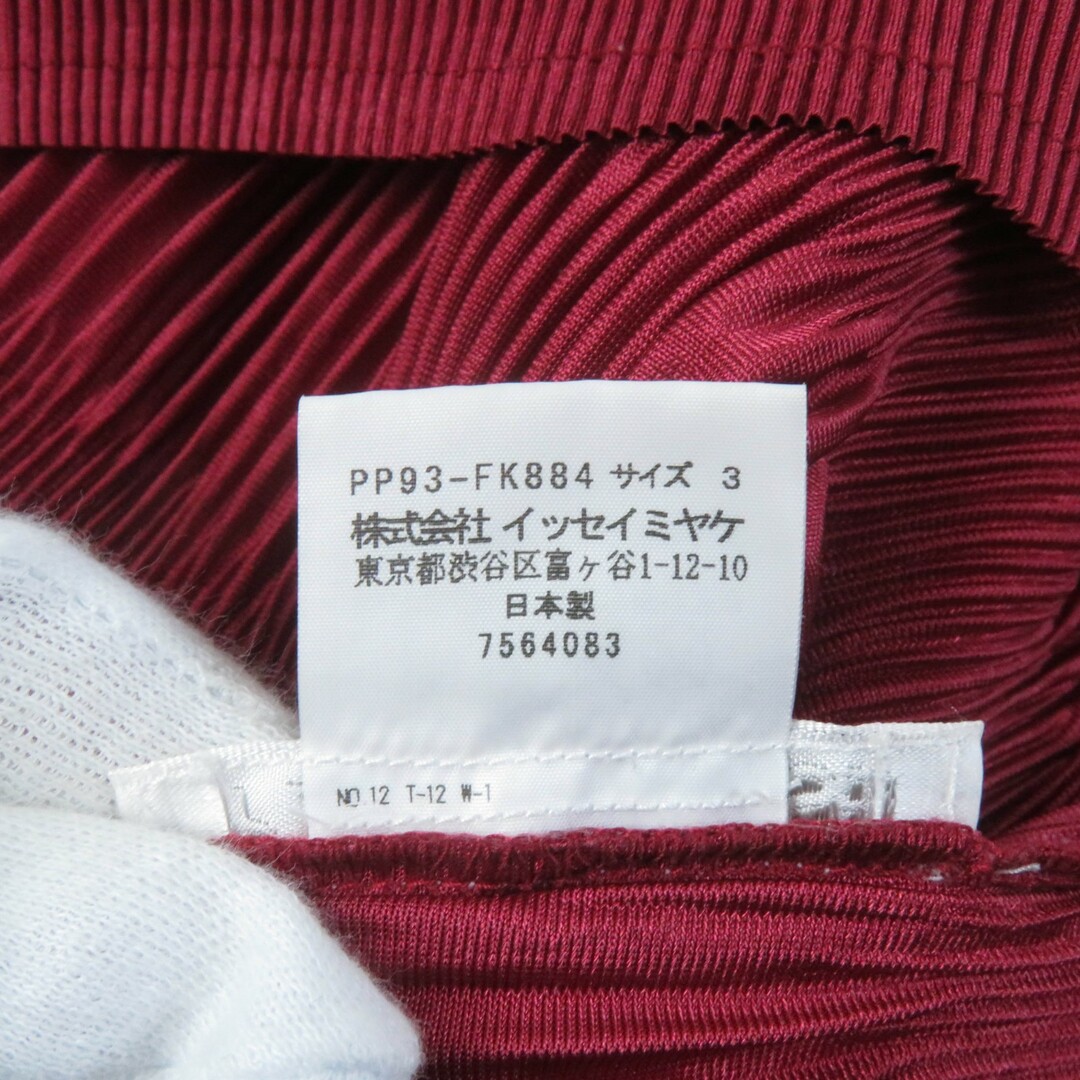 PP93-FK884 サイズ 3
株式会社 イッセイミヤケ
東京都渋谷区富ヶ谷1-12-10
日本製
7564083
NO.12 T-12 W-1